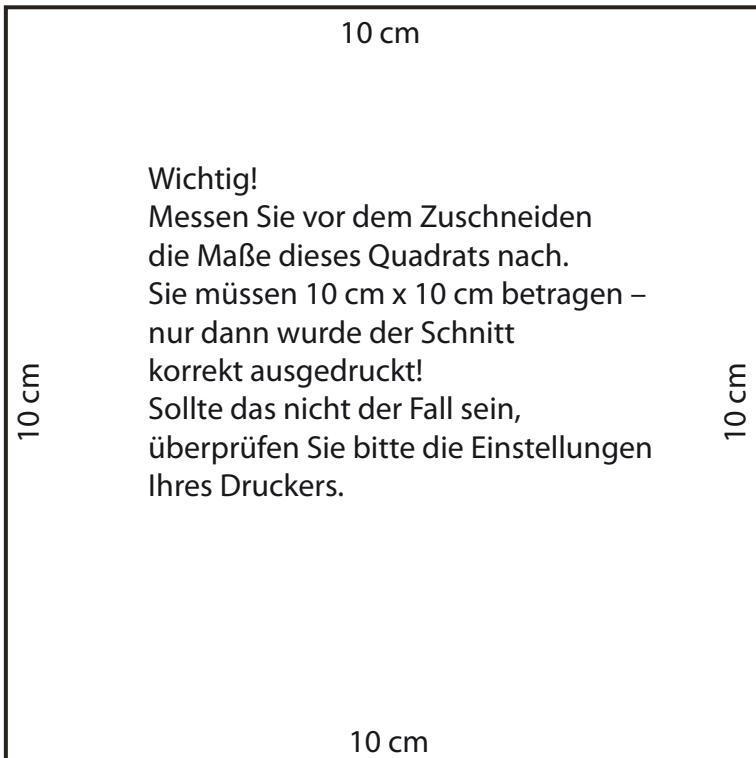 10 cm
Wichtig!
Messen Sie vor dem Zuschneiden
die Maße dieses Quadrats nach.
Sie müssen 10 cm x 10 cm betragen –
nur dann wurde der Schnitt
korrekt ausgedruckt!
Sollte das nicht der Fall sein,
überprüfen Sie bitte die Einstellungen
Ihres Druckers.
10 cm
10 cm
10 cm